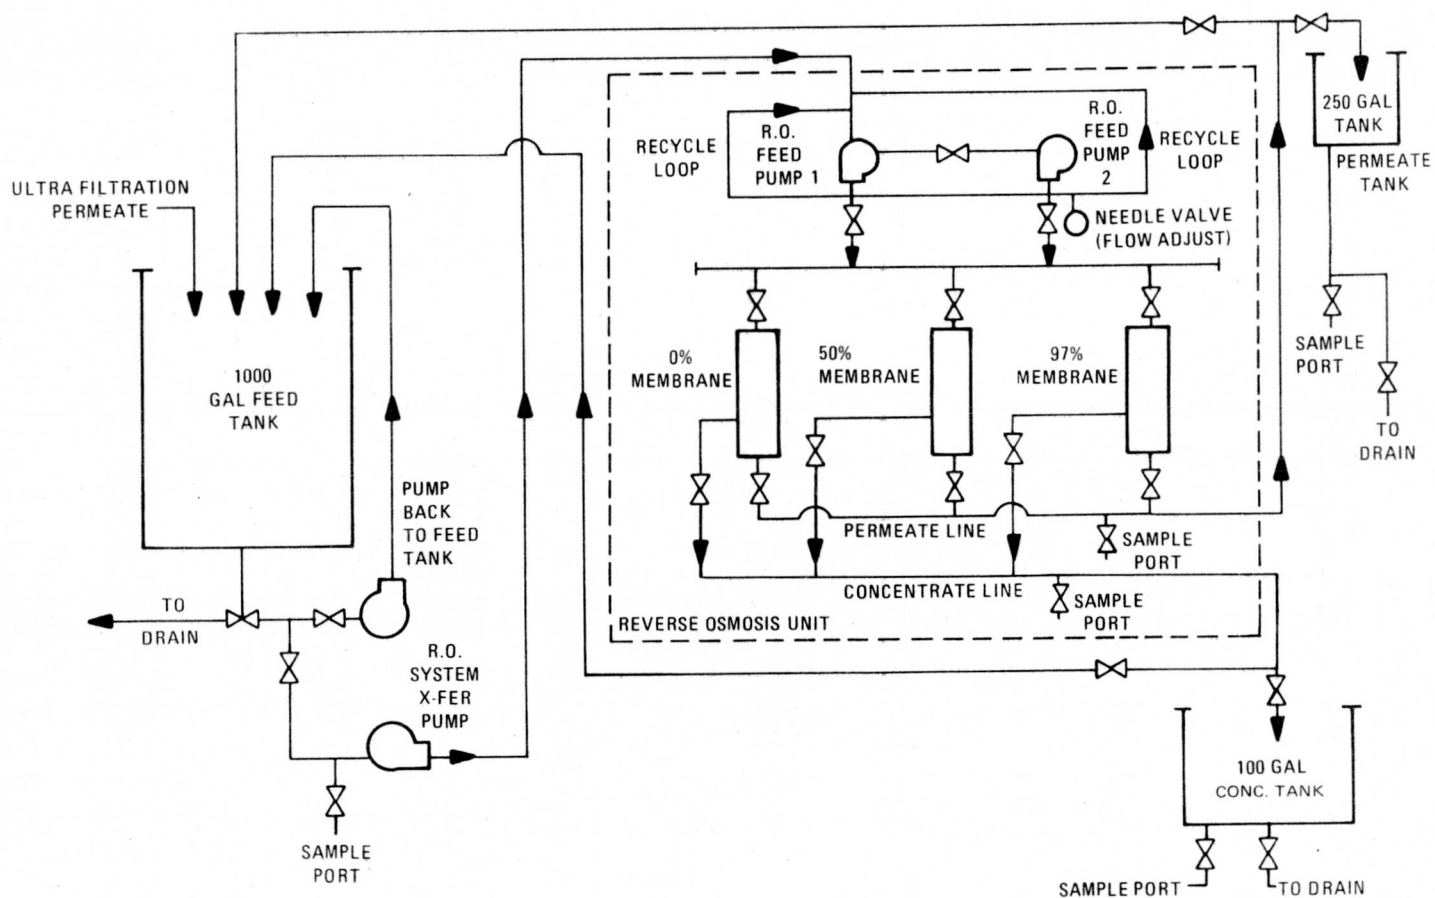 ULTRA FILTRATION
PERMEATE
1000
GAL FEED
TANK
TO
DRAIN
PUMP
BACK
TO FEED
TANK
R.O.
SYSTEM
X-FER
PUMP
SAMPLE
PORT
RECYCLE
LOOP
R.O.
FEED
PUMP 1
R.O.
FEED
PUMP
2
RECYCLE
LOOP
NEEDLE VALVE
(FLOW ADJUST)
0%
MEMBRANE
50%
MEMBRANE
97%
MEMBRANE
PERMEATE LINE
SAMPLE
PORT
CONCENTRATE LINE
SAMPLE
PORT
REVERSE OSMOSIS UNIT
250 GAL
TANK
PERMEATE
TANK
SAMPLE
PORT
TO
DRAIN
100 GAL
CONC. TANK
SAMPLE PORT
TO DRAIN